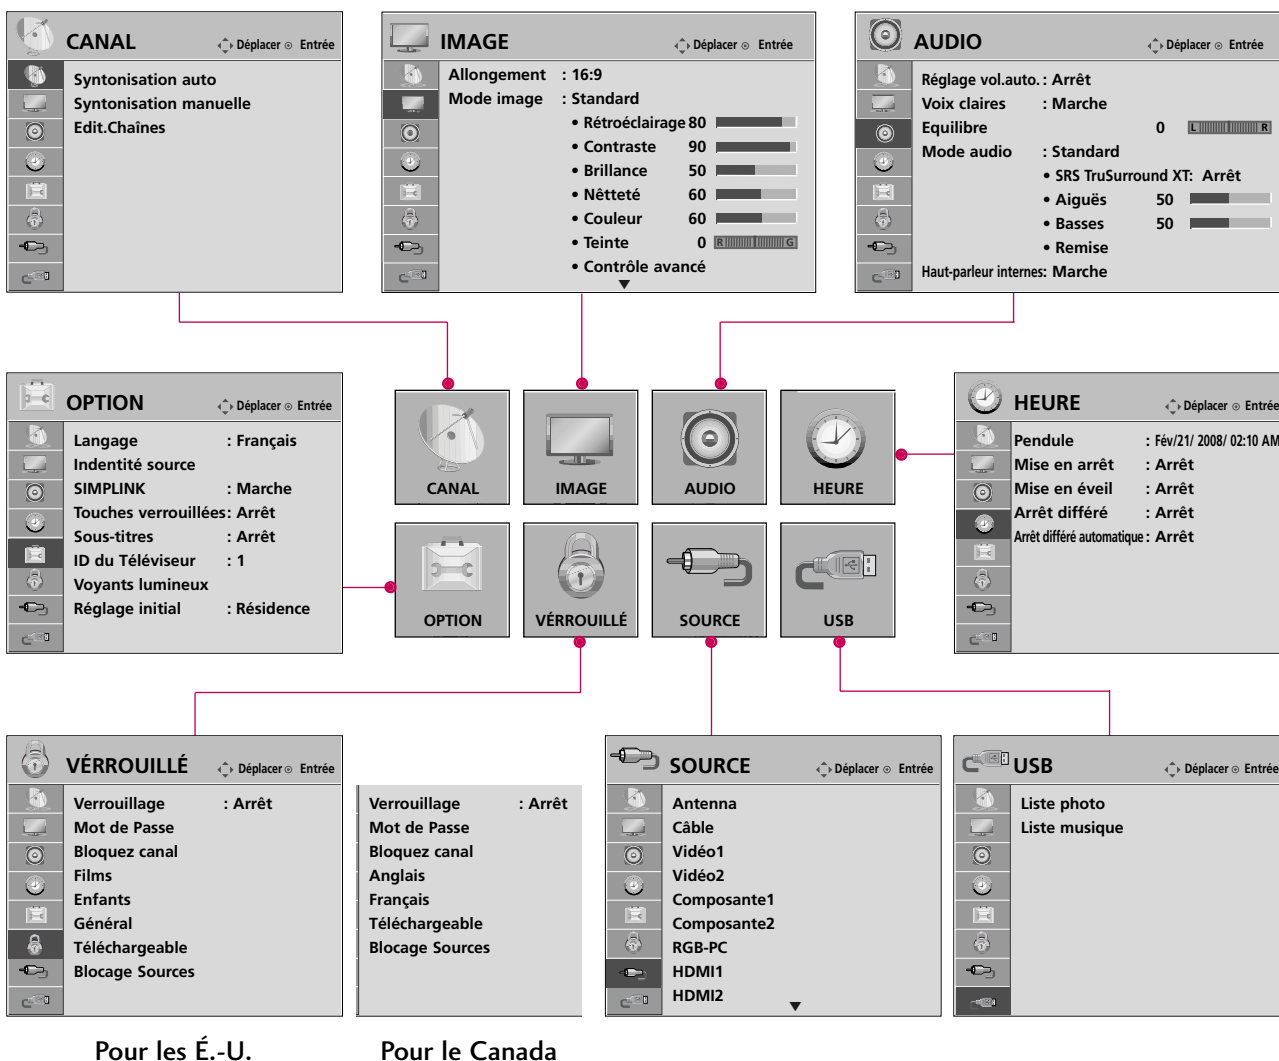 CANAL Déplacer Entrée
Syntonisation auto
Syntonisation manuelle
Edit.Chaînes
IMAGE Déplacer Entrée
Allongement : 16:9
Mode image : Standard
• Rétroéclairage 80
• Contraste 90
• Brillance 50
• Nêtteté 60
• Couleur 60
• Teinte 0 R G
• Contrôle avancé
AUDIO Déplacer Entrée
Réglage vol.auto. : Arrêt
Voix claires : Marche
Equilibre 0 L R
Mode audio : Standard
• SRS TruSurround XT: Arrêt
• Aiguës 50
• Basses 50
• Remise
Haut-parleur internes: Marche
OPTION Déplacer Entrée
Langage : Français
Indentité source
SIMPLINK : Marche
Touches verrouillées: Arrêt
Sous-titres : Arrêt
ID du Téléviseur : 1
Voyants lumineux
Réglage initial : Résidence
CANAL IMAGE AUDIO HEURE
OPTION VÉRROUILLÉ SOURCE USB
HEURE Déplacer Entrée
Pendule : Fév/21/ 2008/ 02:10 AM
Mise en arrêt : Arrêt
Mise en éveil : Arrêt
Arrêt différé : Arrêt
Arrêt différé automatique : Arrêt
VÉRROUILLÉ Déplacer Entrée
Verrouillage : Arrêt
Mot de Passe
Bloquez canal
Films
Enfants
Général
Téléchargeable
Blocage Sources
Pour les É.-U.
Verrouillage : Arrêt
Mot de Passe
Bloquez canal
Anglais
Français
Téléchargeable
Blocage Sources
Pour le Canada
SOURCE Déplacer Entrée
Antenna
Câble
Vidéo1
Vidéo2
Composante1
Composante2
RGB-PC
HDMI1
HDMI2
USB Déplacer Entrée
Liste photo
Liste musique